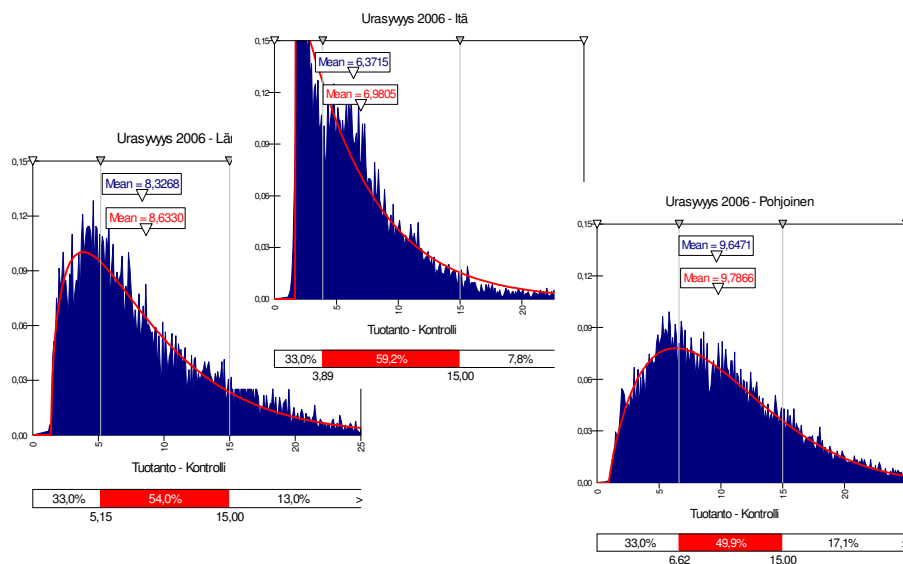 Urasyvyys 2006 - Itä
0,15
0,12
0,09
0,06
0,03
0,00
Mean = 6,3715
Mean = 6,9805
0 5 10 15 20
Tuotanto - Kontrolli
33,0% 59,2% 7,8%
3,89 15,00
Urasyvyys 2006 - Län
0,15
0,12
0,09
0,06
0,03
0,00
Mean = 8,3268
Mean = 8,6330
0 5 10 15 20 25
Tuotanto - Kontrolli
33,0% 54,0% 13,0% >
5,15 15,00
Urasyvyys 2006 - Pohjoinen
0,15
0,12
0,09
0,06
0,03
0,00
Mean = 9,6471
Mean = 9,7866
0 5 10 15 20
Tuotanto - Kontrolli
33,0% 49,9% 17,1%
6,62 15,00